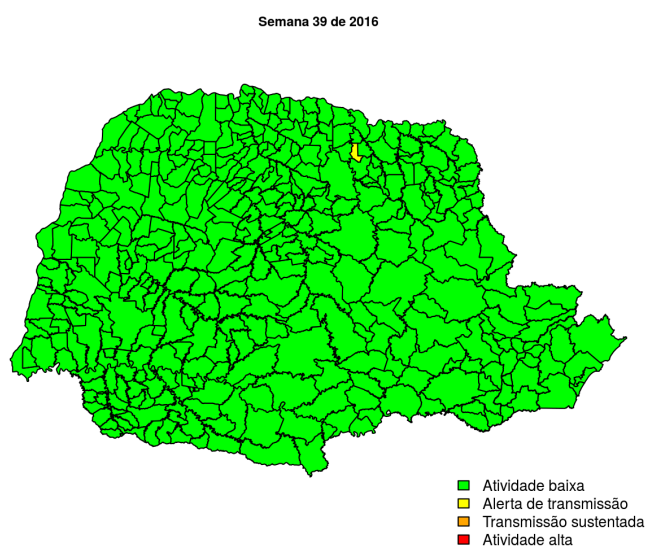 Semana 39 de 2016
Atividade baixa
Alerta de transmissão
Transmissão sustentada
Atividade alta